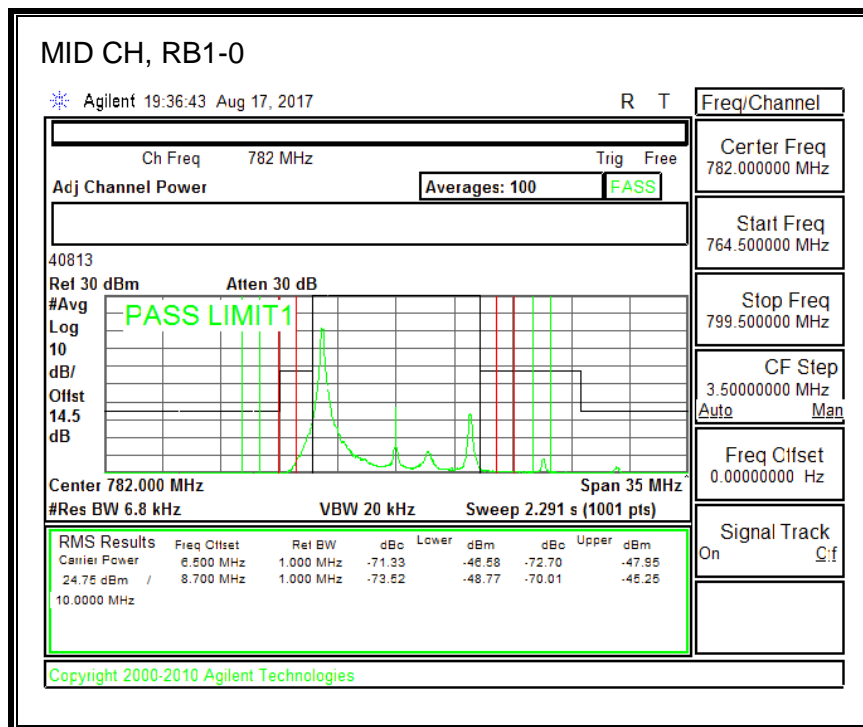 MID CH, RB1-0
Agilent 19:36:43 Aug 17, 2017 R T
Freq/Channel
Ch Freq 782 MHz Trig Free
Adj Channel Power Averages: 100 PASS
Center Freq
782.000000 MHz
Start Freq
764.500000 MHz
Stop Freq
799.500000 MHz
CF Step
3.50000000 MHz
Auto Man
Freq Offset
0.00000000 Hz
Signal Track
On Off
40813
Ref 30 dBm Atten 30 dB
#Avg
Log
10
dB/
Offst
14.5
dB
PASS LIMIT1
Center 782.000 MHz Span 35 MHz
#Res BW 6.8 kHz VBW 20 kHz Sweep 2.291 s (1001 pts)
RMS Results Freq Offset Ref BW dBc Lower dBm dBc Upper dBm
Carrier Power 6.500 MHz 1.000 MHz -71.33 -46.58 -72.70 -47.95
24.75 dBm / 8.700 MHz 1.000 MHz -73.52 -48.77 -70.01 -45.25
10.0000 MHz
Copyright 2000-2010 Agilent Technologies